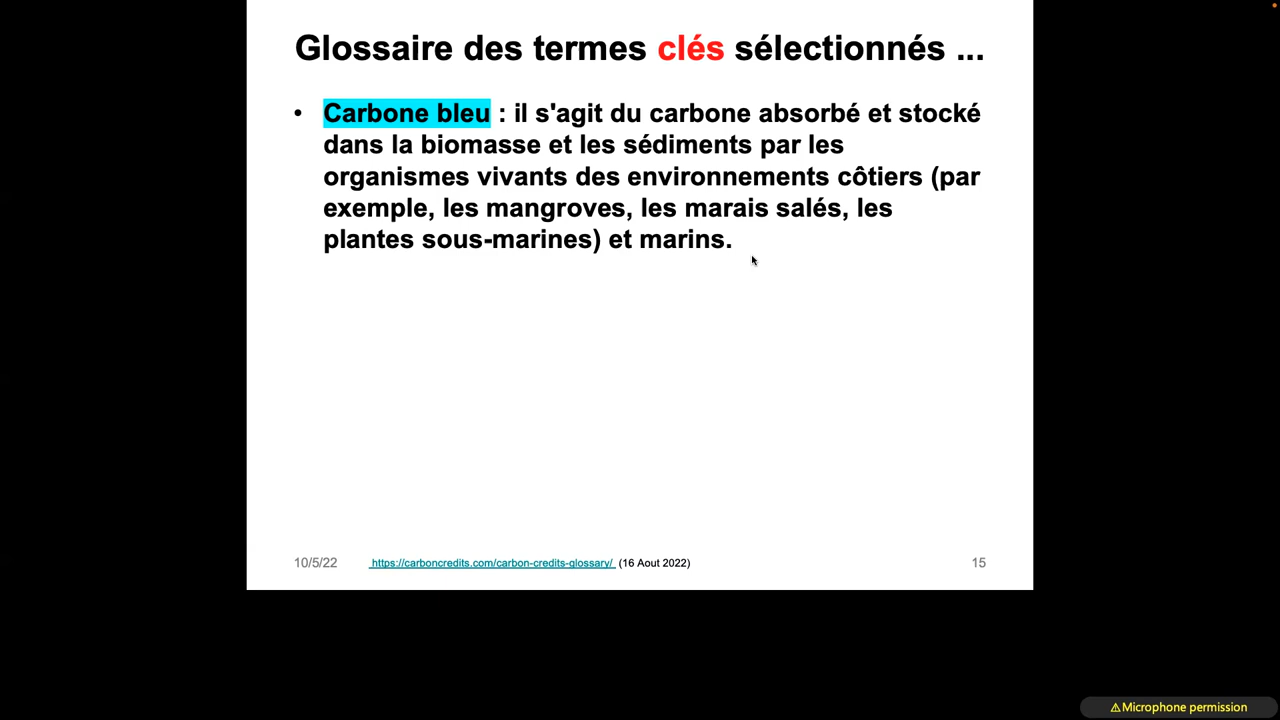 Glossaire des termes clés sélectionnés ...
• Carbone bleu : il s'agit du carbone absorbé et stocké
dans la biomasse et les sédiments par les
organismes vivants des environnements côtiers (par
exemple, les mangroves, les marais salés, les
plantes sous-marines) et marins.
10/5/22 https://carboncredits.com/carbon-credits-glossary/ (16 Aout 2022) 15
⚠Microphone permission